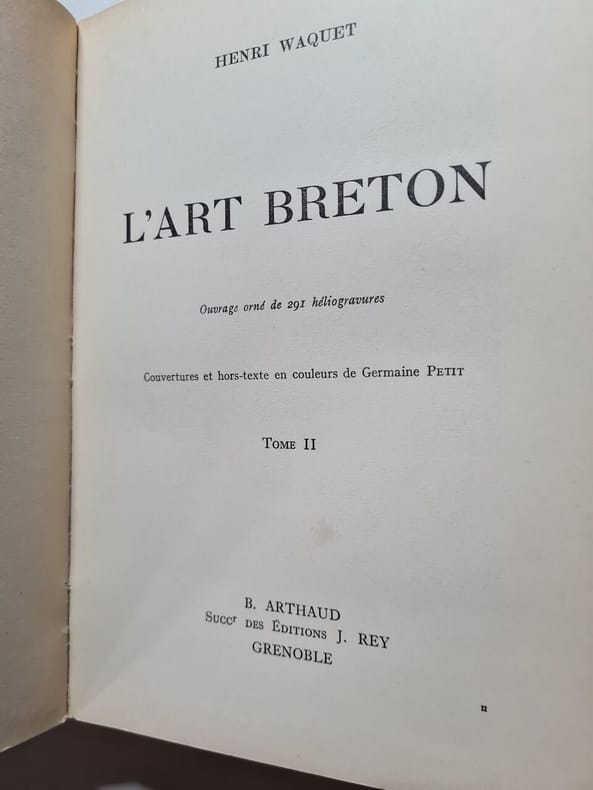 HENRI WAQUET
L'ART BRETON
Ouvrage orné de 291 héliogravures
Couvertures et hors-texte en couleurs de Germaine PETIT
TOME II
B. ARTHAUD
Succr DES ÉDITIONS J. REY
GRENOBLE
II